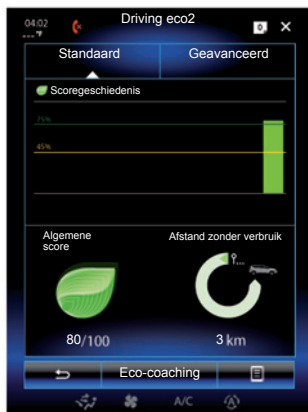 04:02
Driving eco2
---°F
Standaard
Geavanceerd
Scoregeschiedenis
75%
45%
Algemene
score
Afstand zonder verbruik
80/100
3 km
Eco-coaching
A/C